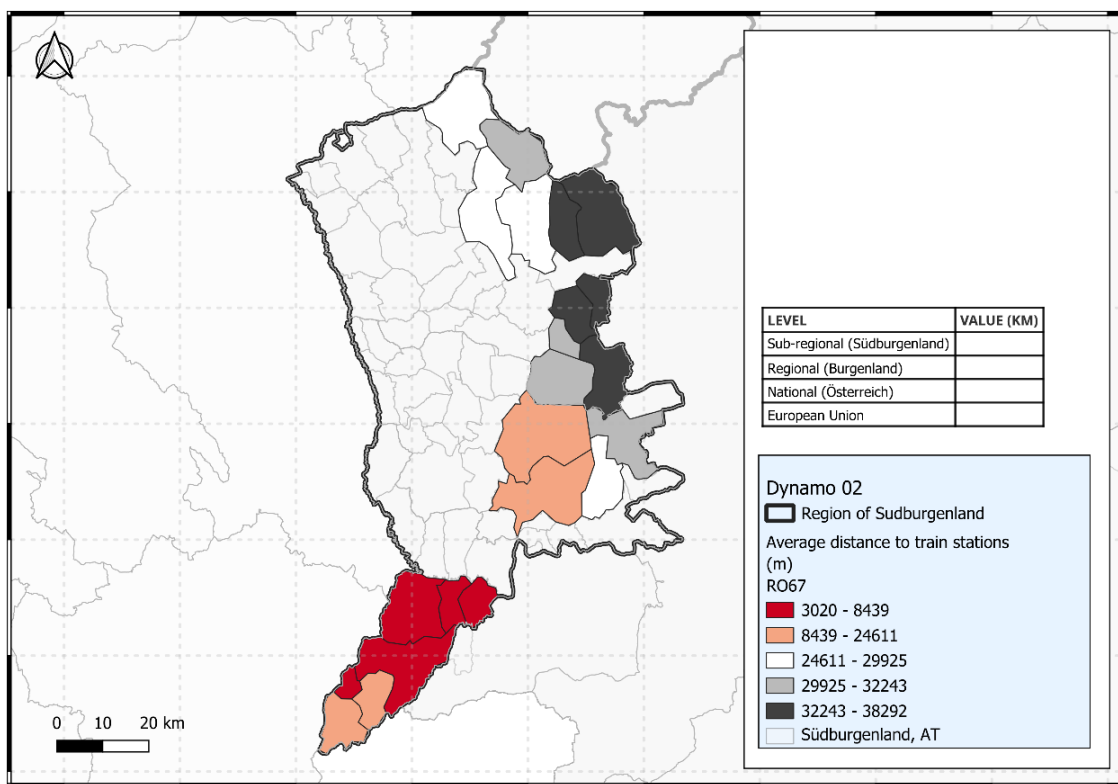 LEVEL VALUE (KM)
Sub-regional (Südburgenland)
Regional (Burgenland)
National (Österreich)
European Union
Dynamo 02
Region of Sudburgenland
Average distance to train stations
(m)
RO67
3020 - 8439
8439 - 24611
24611 - 29925
29925 - 32243
32243 - 38292
Südburgenland, AT
0 10 20 km